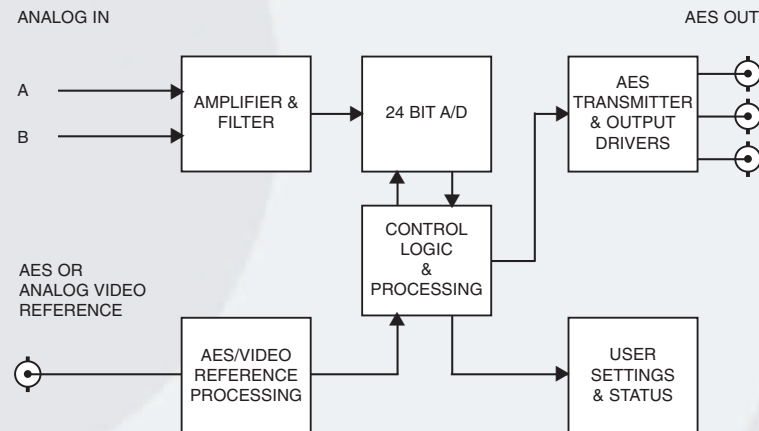 ANALOG IN
AES OUT
A
B
AMPLIFIER &
FILTER
24 BIT A/D
AES
TRANSMITTER
& OUTPUT
DRIVERS
CONTROL
LOGIC
&
PROCESSING
AES OR
ANALOG VIDEO
REFERENCE
AES/VIDEO
REFERENCE
PROCESSING
USER
SETTINGS
& STATUS